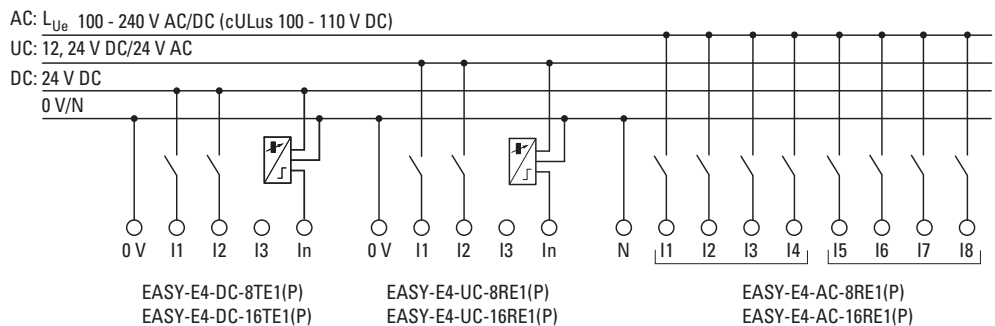 AC: L_Ue 100 - 240 V AC/DC (cULus 100 - 110 V DC)
UC: 12, 24 V DC/24 V AC
DC: 24 V DC
0 V/N
0 V I1 I2 I3 In 0 V I1 I2 I3 In N I1 I2 I3 I4 I5 I6 I7 I8
EASY-E4-DC-8TE1(P) EASY-E4-UC-8RE1(P) EASY-E4-AC-8RE1(P)
EASY-E4-DC-16TE1(P) EASY-E4-UC-16RE1(P) EASY-E4-AC-16RE1(P)